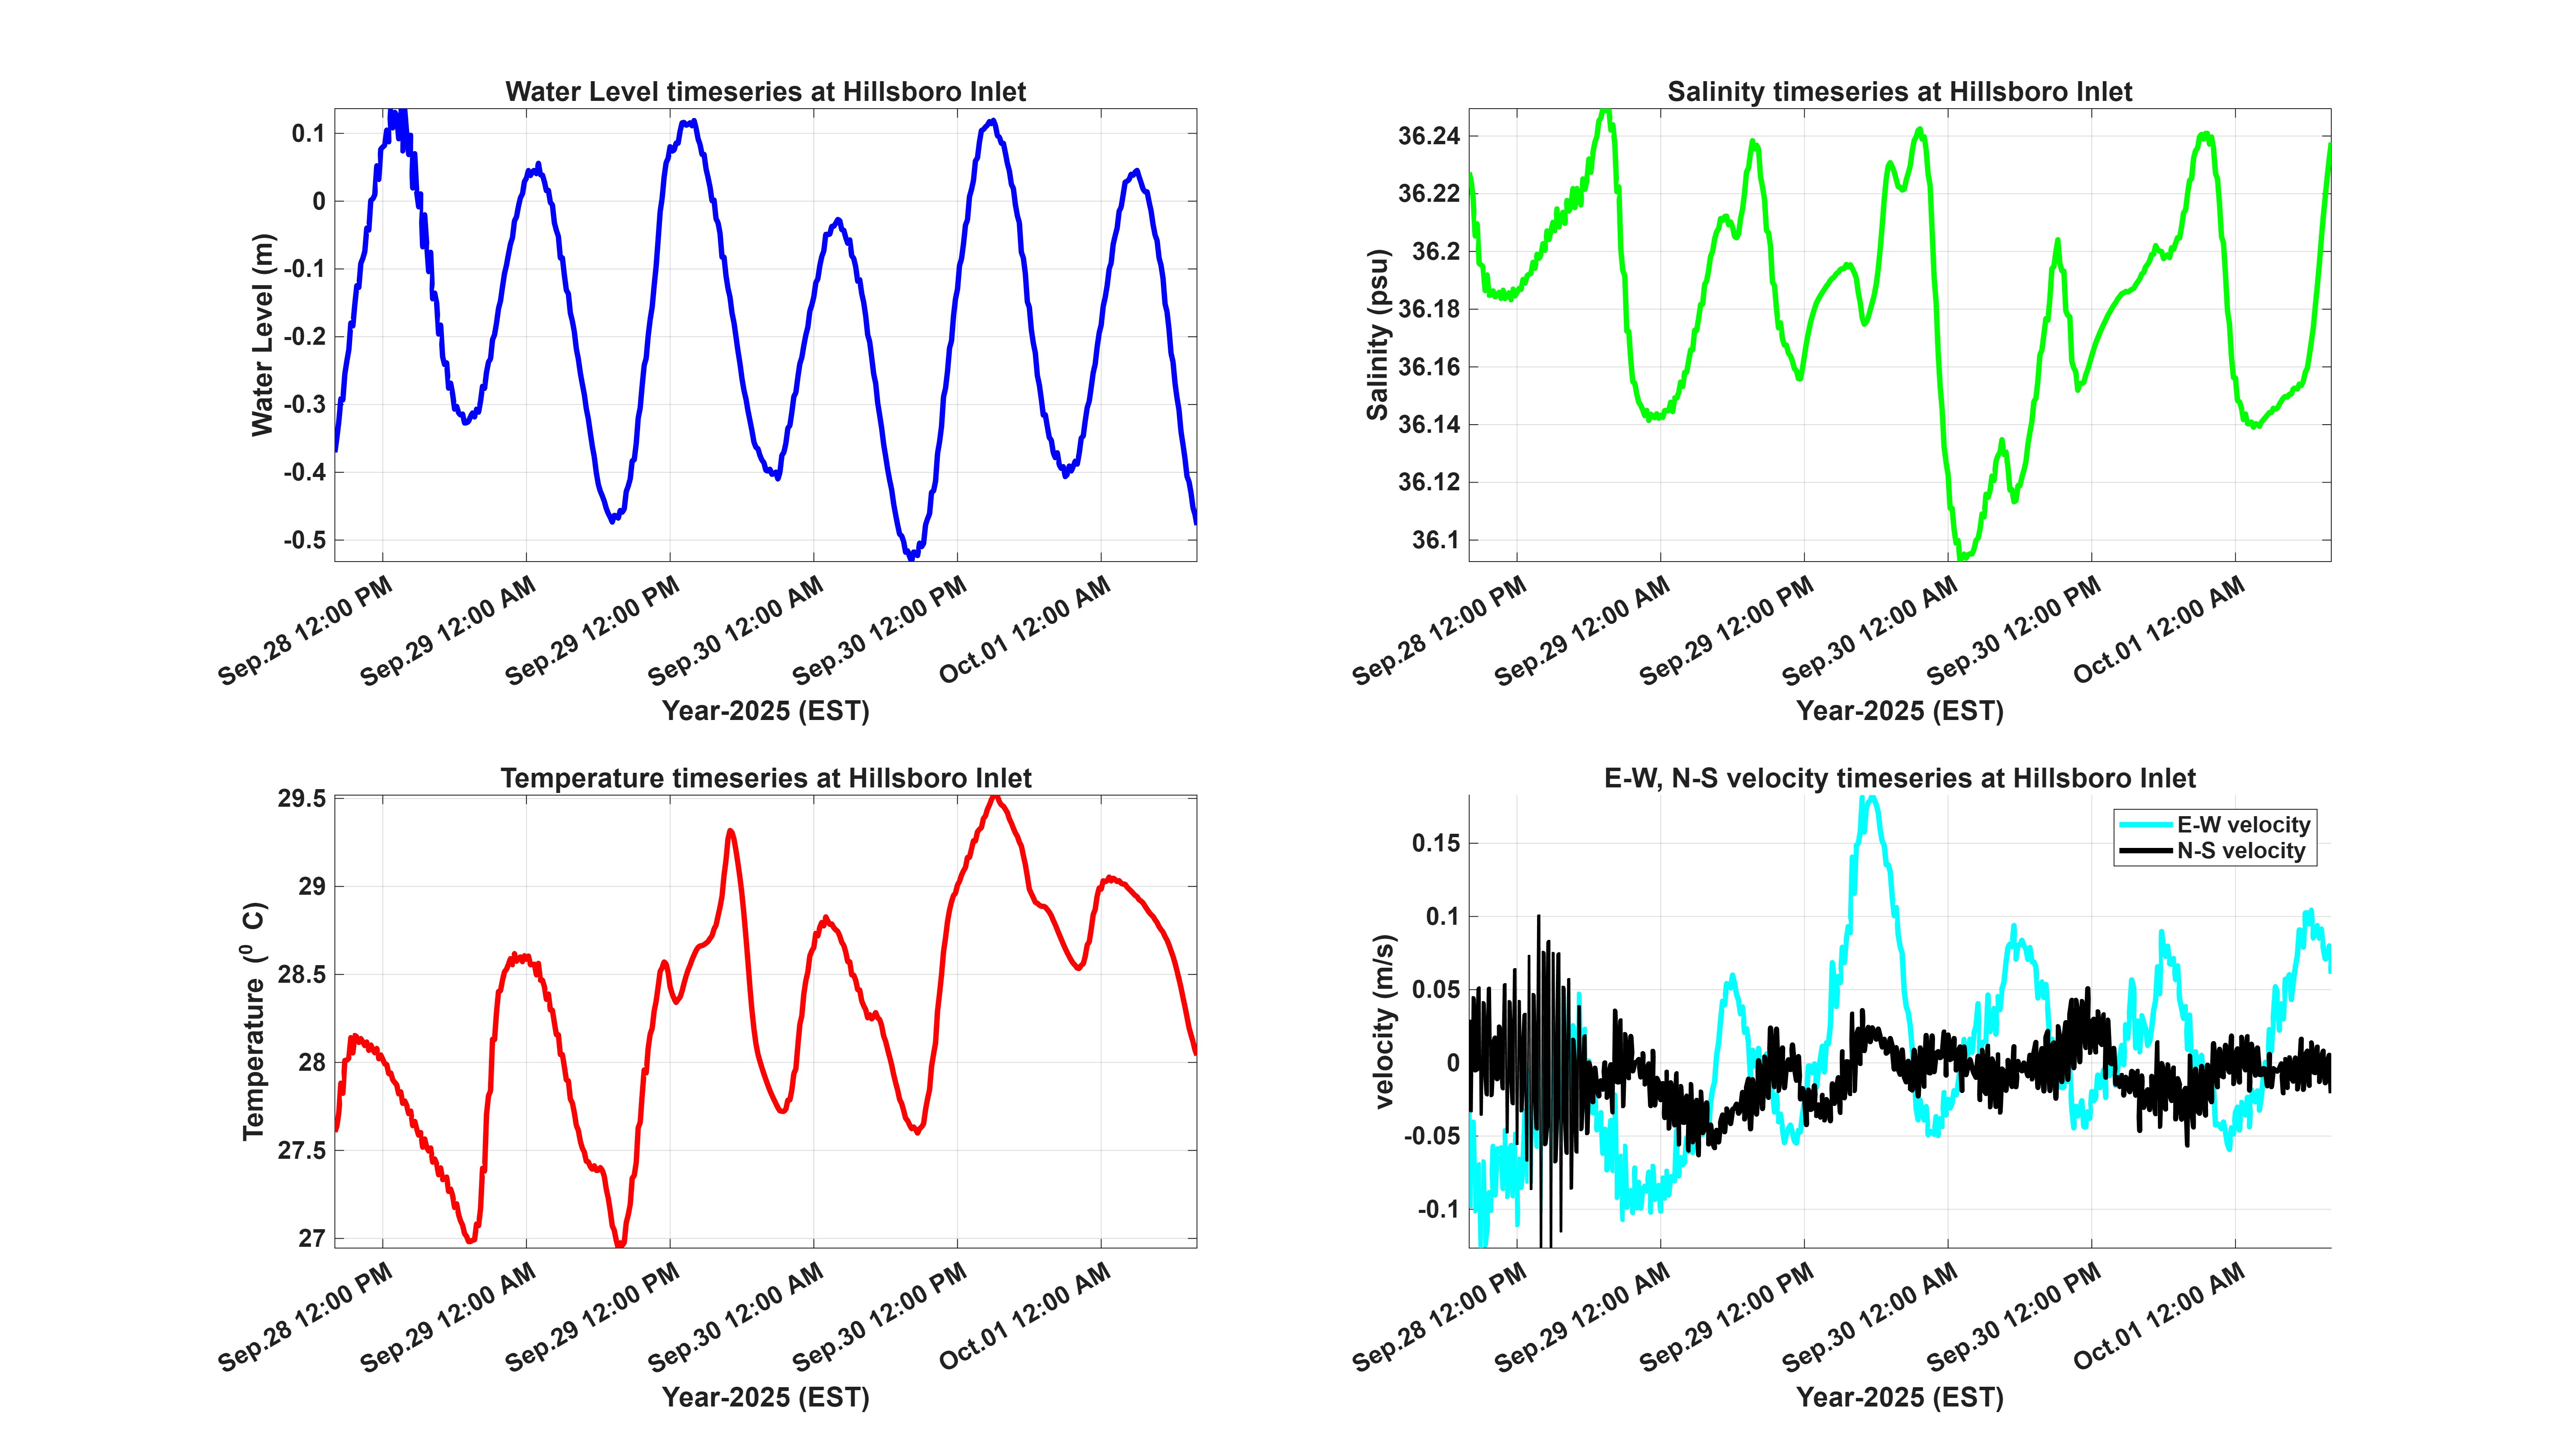 Water Level timeseries at Hillsboro Inlet
0.1
0
-0.1
-0.2
-0.3
-0.4
-0.5
Water Level (m)
Sep.28 12:00 PM
Sep.29 12:00 AM
Sep.29 12:00 PM
Sep.30 12:00 AM
Sep.30 12:00 PM
Oct.01 12:00 AM
Year-2025 (EST)
Salinity timeseries at Hillsboro Inlet
36.24
36.22
36.2
36.18
36.16
36.14
36.12
36.1
Salinity (psu)
Sep.28 12:00 PM
Sep.29 12:00 AM
Sep.29 12:00 PM
Sep.30 12:00 AM
Sep.30 12:00 PM
Oct.01 12:00 AM
Year-2025 (EST)
Temperature timeseries at Hillsboro Inlet
29.5
29
28.5
28
27.5
27
Temperature (⁰ C)
Sep.28 12:00 PM
Sep.29 12:00 AM
Sep.29 12:00 PM
Sep.30 12:00 AM
Sep.30 12:00 PM
Oct.01 12:00 AM
Year-2025 (EST)
E-W, N-S velocity timeseries at Hillsboro Inlet
E-W velocity
N-S velocity
0.15
0.1
0.05
0
-0.05
-0.1
velocity (m/s)
Sep.28 12:00 PM
Sep.29 12:00 AM
Sep.29 12:00 PM
Sep.30 12:00 AM
Sep.30 12:00 PM
Oct.01 12:00 AM
Year-2025 (EST)